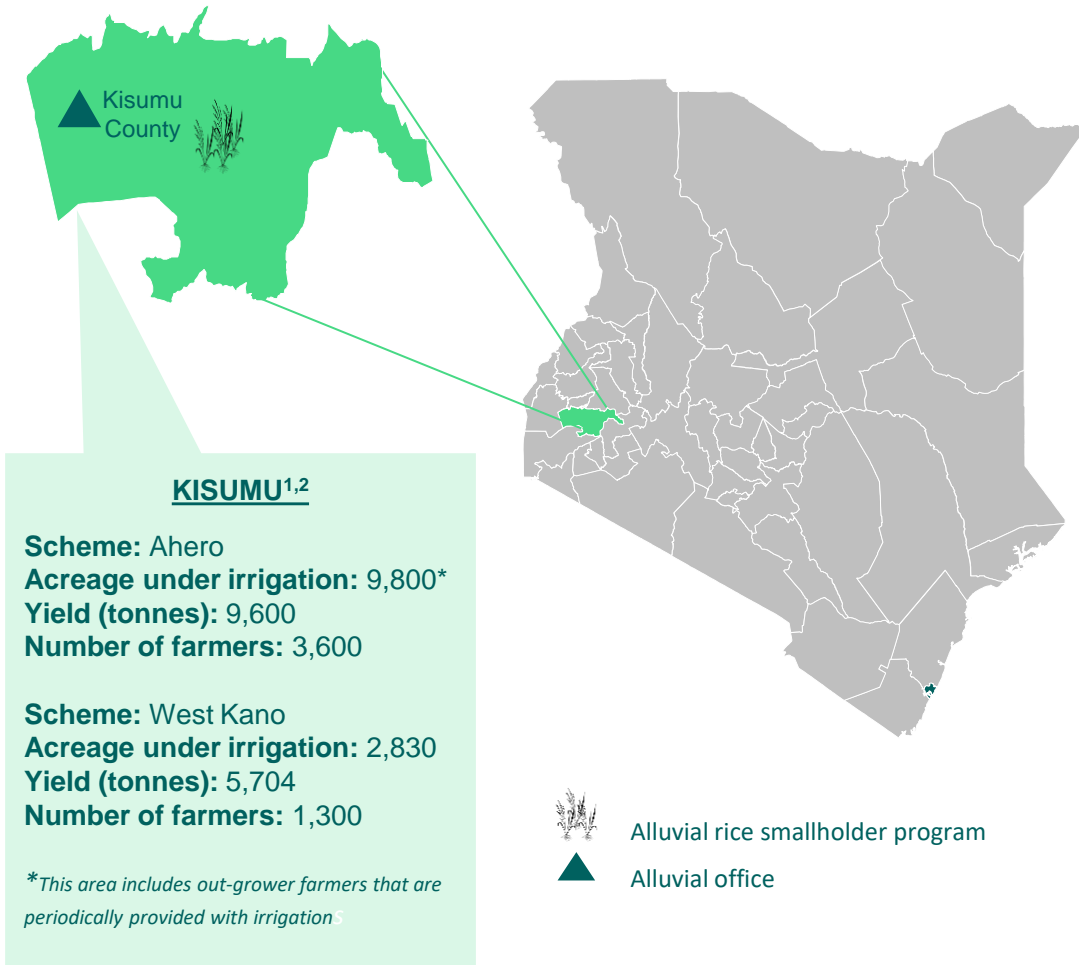 Kisumu
County
KISUMU1,2
Scheme: Ahero
Acreage under irrigation: 9,800*
Yield (tonnes): 9,600
Number of farmers: 3,600
Scheme: West Kano
Acreage under irrigation: 2,830
Yield (tonnes): 5,704
Number of farmers: 1,300
*This area includes out-grower farmers that are
periodically provided with irrigationS
Alluvial rice smallholder program
Alluvial office